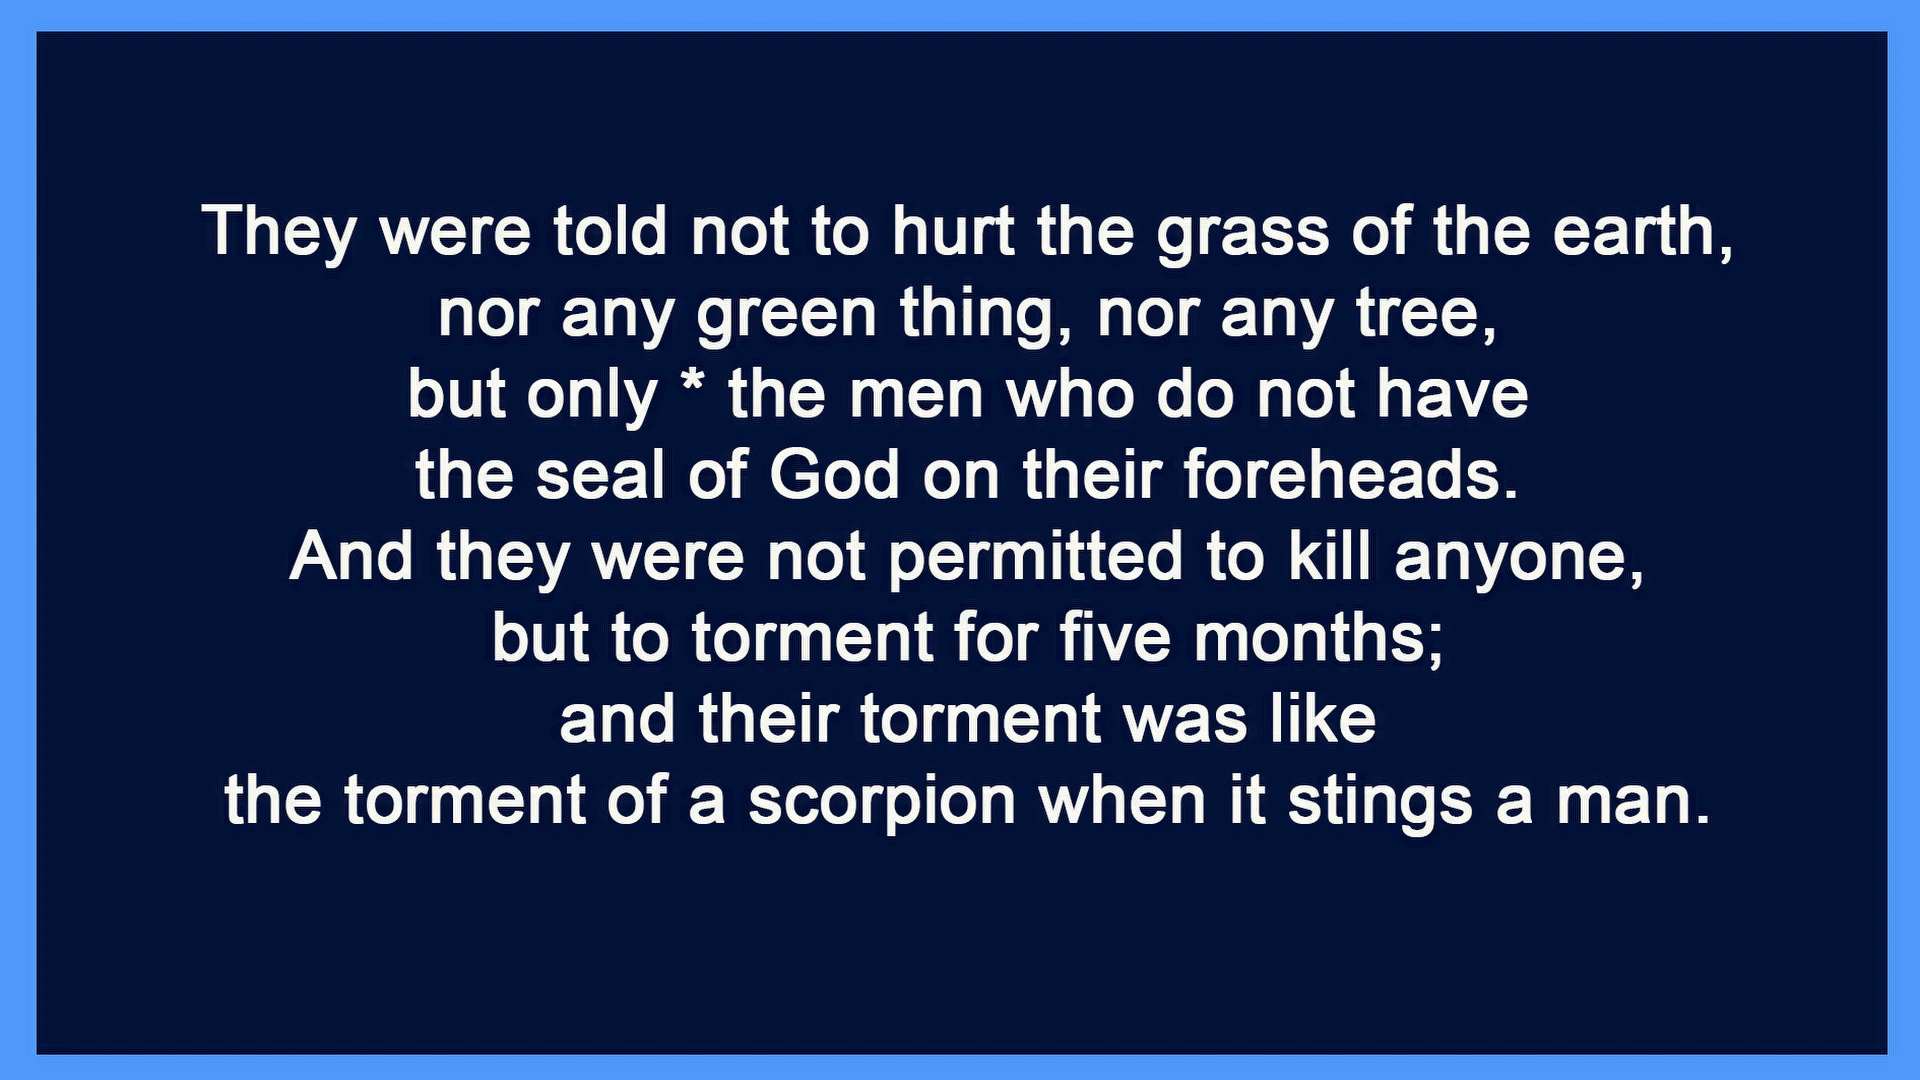 They were told not to hurt the grass of the earth,
nor any green thing, nor any tree,
but only * the men who do not have
the seal of God on their foreheads.
And they were not permitted to kill anyone,
but to torment for five months;
and their torment was like
the torment of a scorpion when it stings a man.